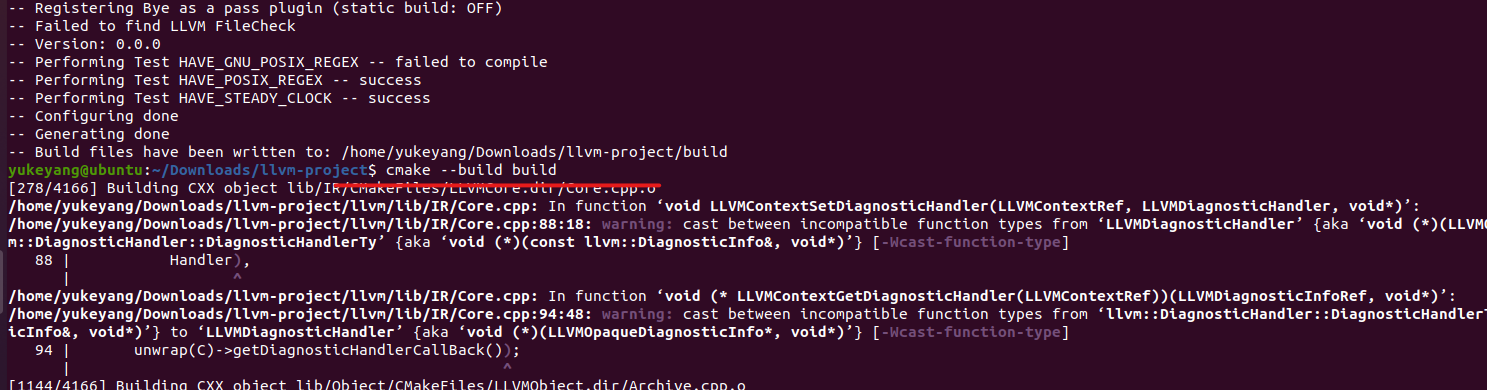 -- Registering Bye as a pass plugin (static build: OFF)
-- Failed to find LLVM FileCheck
-- Version: 0.0.0
-- Performing Test HAVE_GNU_POSIX_REGEX -- failed to compile
-- Performing Test HAVE_POSIX_REGEX -- success
-- Performing Test HAVE_STEADY_CLOCK -- success
-- Configuring done
-- Generating done
-- Build files have been written to: /home/yukeyang/Downloads/llvm-project/build
yukeyang@ubuntu:~/Downloads/llvm-project$ cmake --build build
[278/4166] Building CXX object lib/IR/CMakeFiles/LLVMCore.dir/Core.cpp.o
/home/yukeyang/Downloads/llvm-project/llvm/lib/IR/Core.cpp: In function ‘void LLVMContextSetDiagnosticHandler(LLVMContextRef, LLVMDiagnosticHandler, void*)’:
/home/yukeyang/Downloads/llvm-project/llvm/lib/IR/Core.cpp:88:18: warning: cast between incompatible function types from ‘LLVMDiagnosticHandler’ {aka ‘void (*)(LLVMO
m::DiagnosticHandler::DiagnosticHandlerTy’ {aka ‘void (*)(const llvm::DiagnosticInfo&, void*)’} [-Wcast-function-type]
88 | Handler),
| ^
/home/yukeyang/Downloads/llvm-project/llvm/lib/IR/Core.cpp: In function ‘void (* LLVMContextGetDiagnosticHandler(LLVMContextRef))(LLVMDiagnosticInfoRef, void*)’:
/home/yukeyang/Downloads/llvm-project/llvm/lib/IR/Core.cpp:94:48: warning: cast between incompatible function types from ‘llvm::DiagnosticHandler::DiagnosticHandlerT
icInfo&, void*)’} to ‘LLVMDiagnosticHandler’ {aka ‘void (*)(LLVMOpaqueDiagnosticInfo*, void*)’} [-Wcast-function-type]
94 | unwrap(C)->getDiagnosticHandlerCallBack());
| ^
[1144/4166] Building CXX object lib/Object/CMakeFiles/LLVMObject.dir/Archive.cpp.o